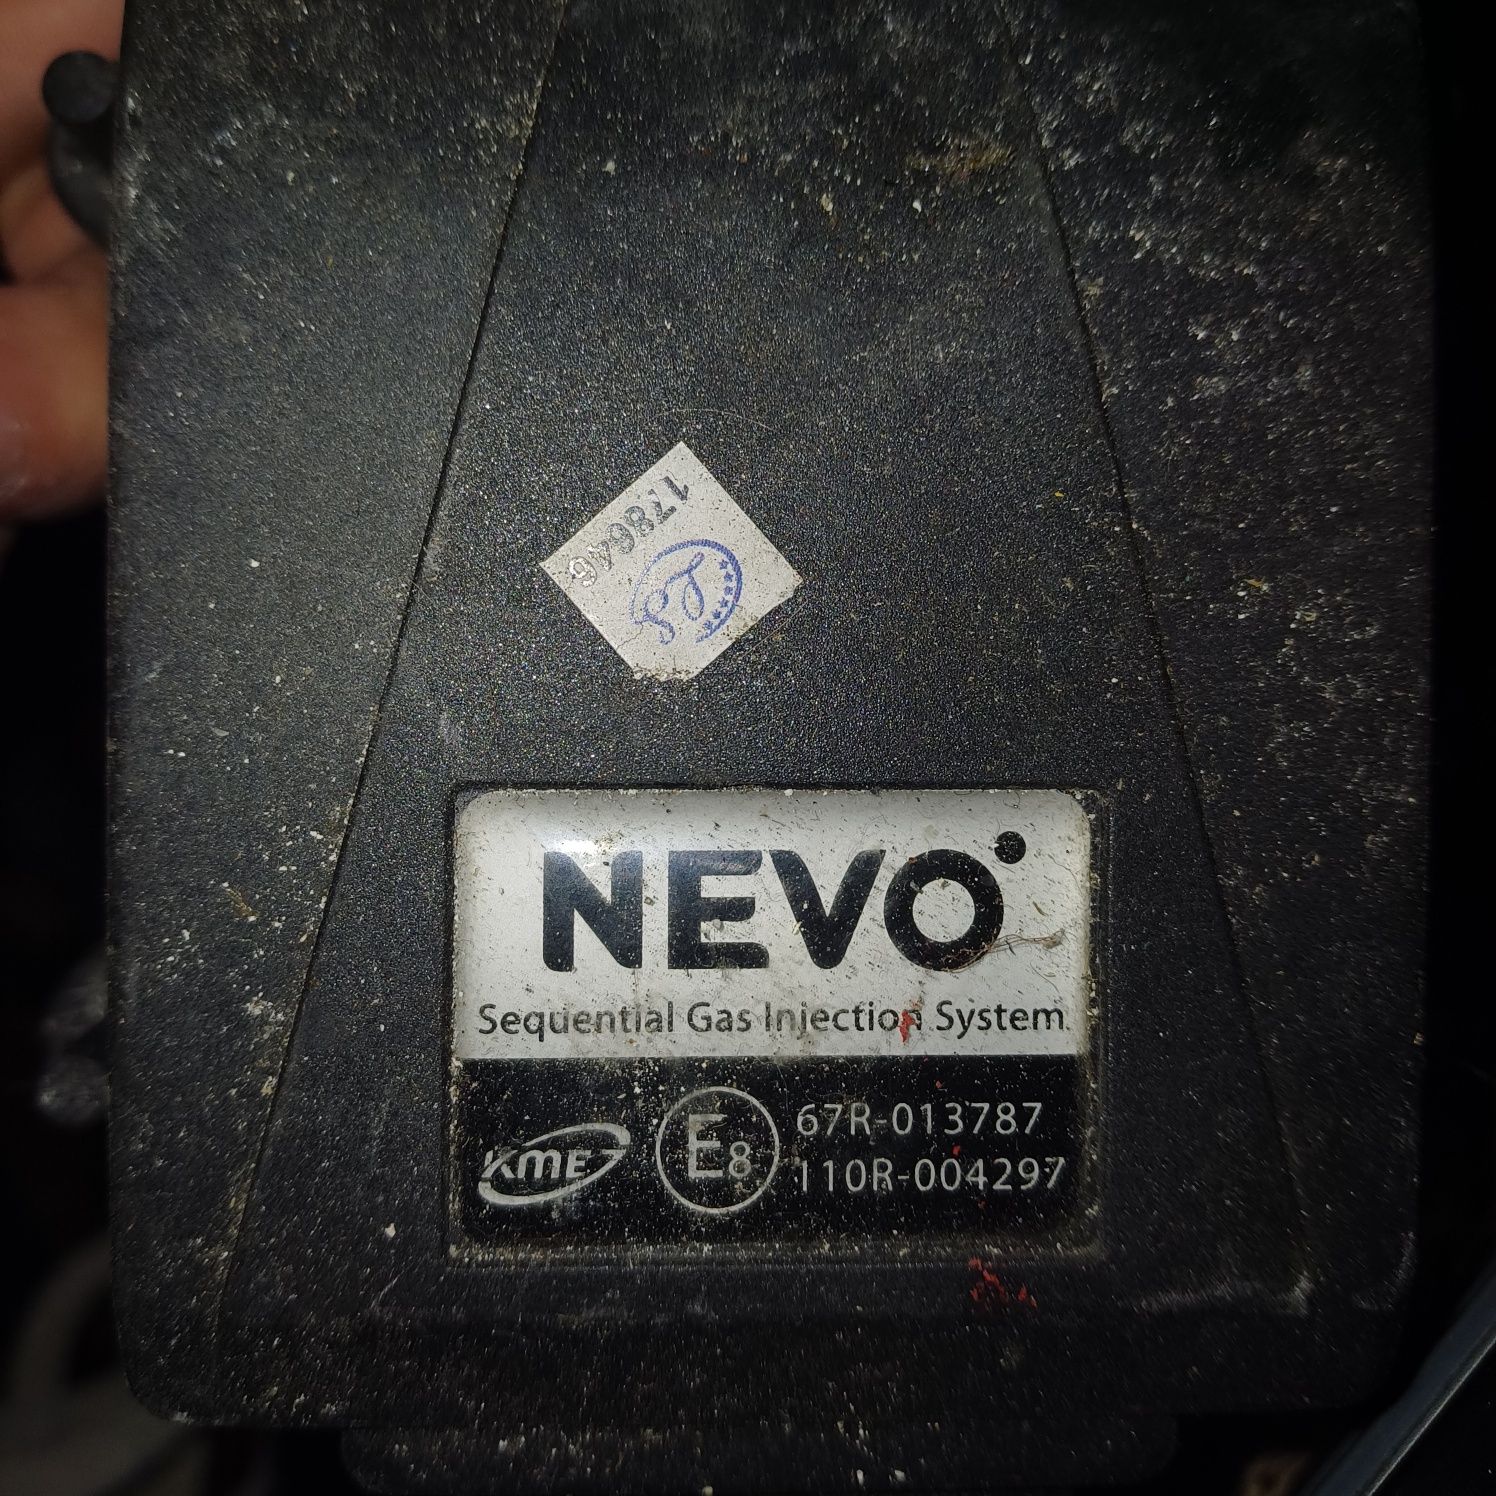 178646
NEVO
Sequential Gas Injection System
KME
E8
67R-013787
110R-004297